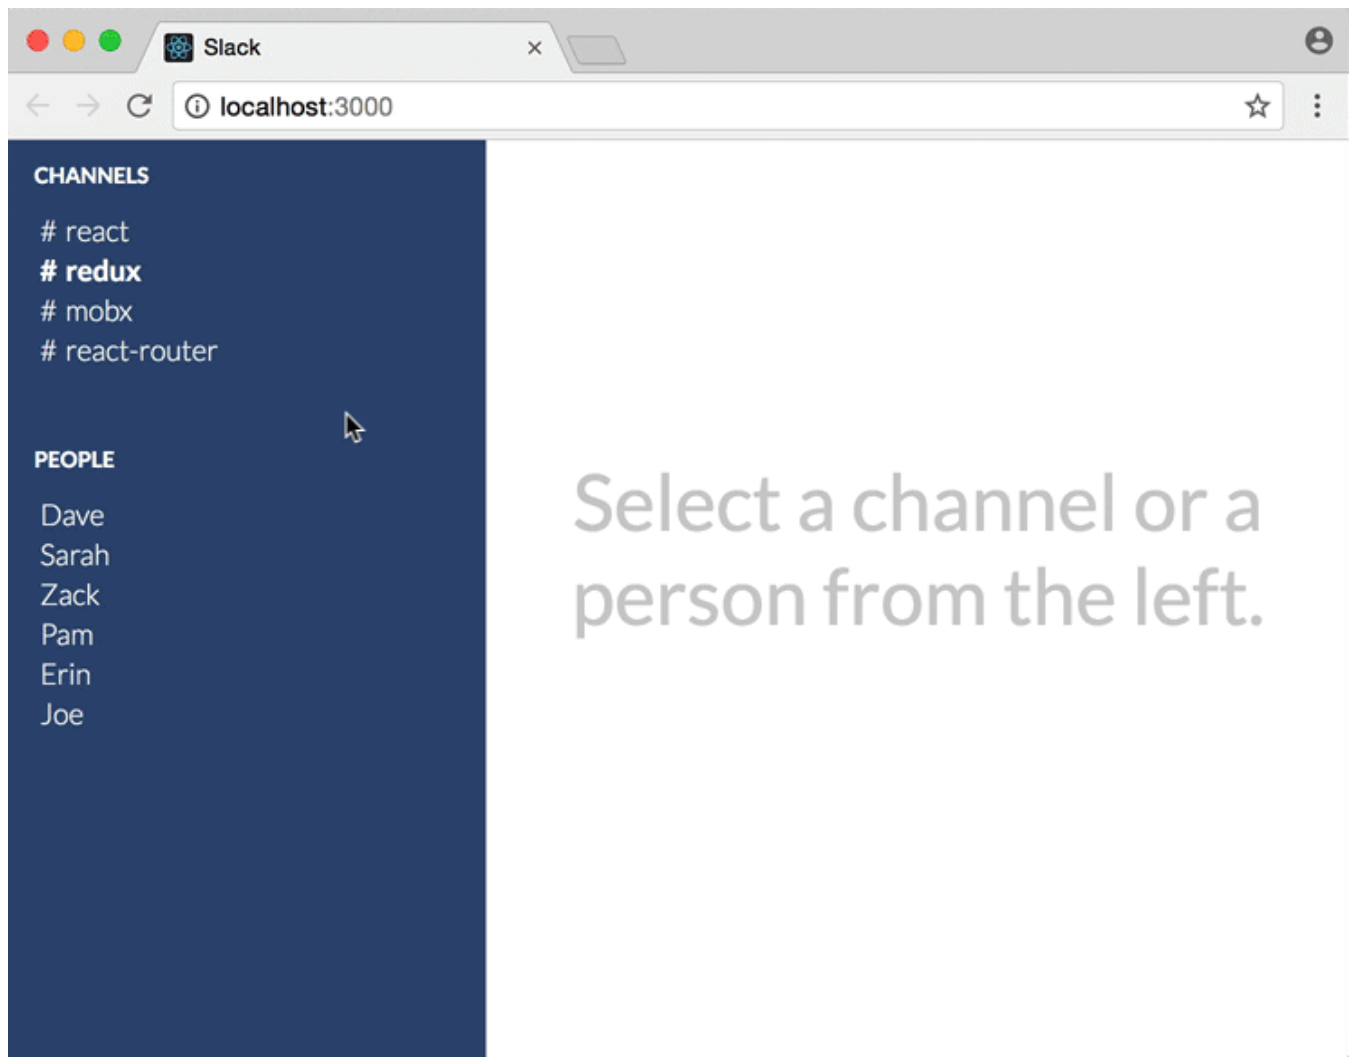 Slack
localhost:3000
CHANNELS
# react
# redux
# mobx
# react-router
PEOPLE
Dave
Sarah
Zack
Pam
Erin
Joe
Select a channel or a
person from the left.